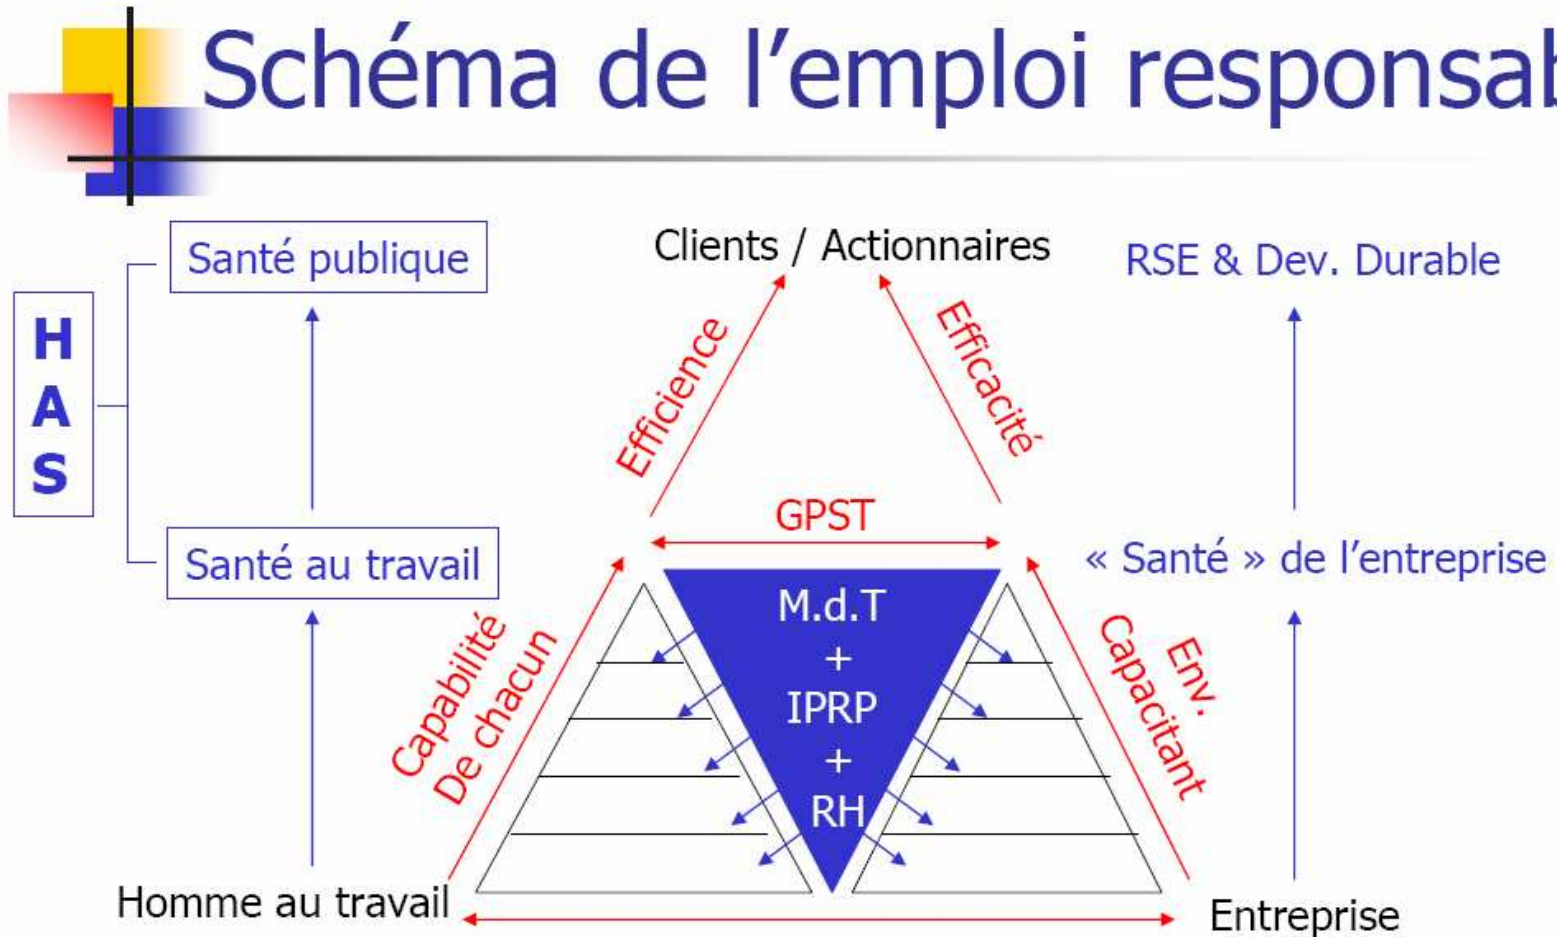 Schéma de l'emploi responsab
Santé publique
Clients / Actionnaires
RSE & Dev. Durable
H
A
S
Efficience
Efficacité
GPST
Santé au travail
« Santé » de l'entreprise
M.d.T
+
IPRP
+
RH
Capabilité
De chacun
Env.
Capacitant
Homme au travail
Entreprise